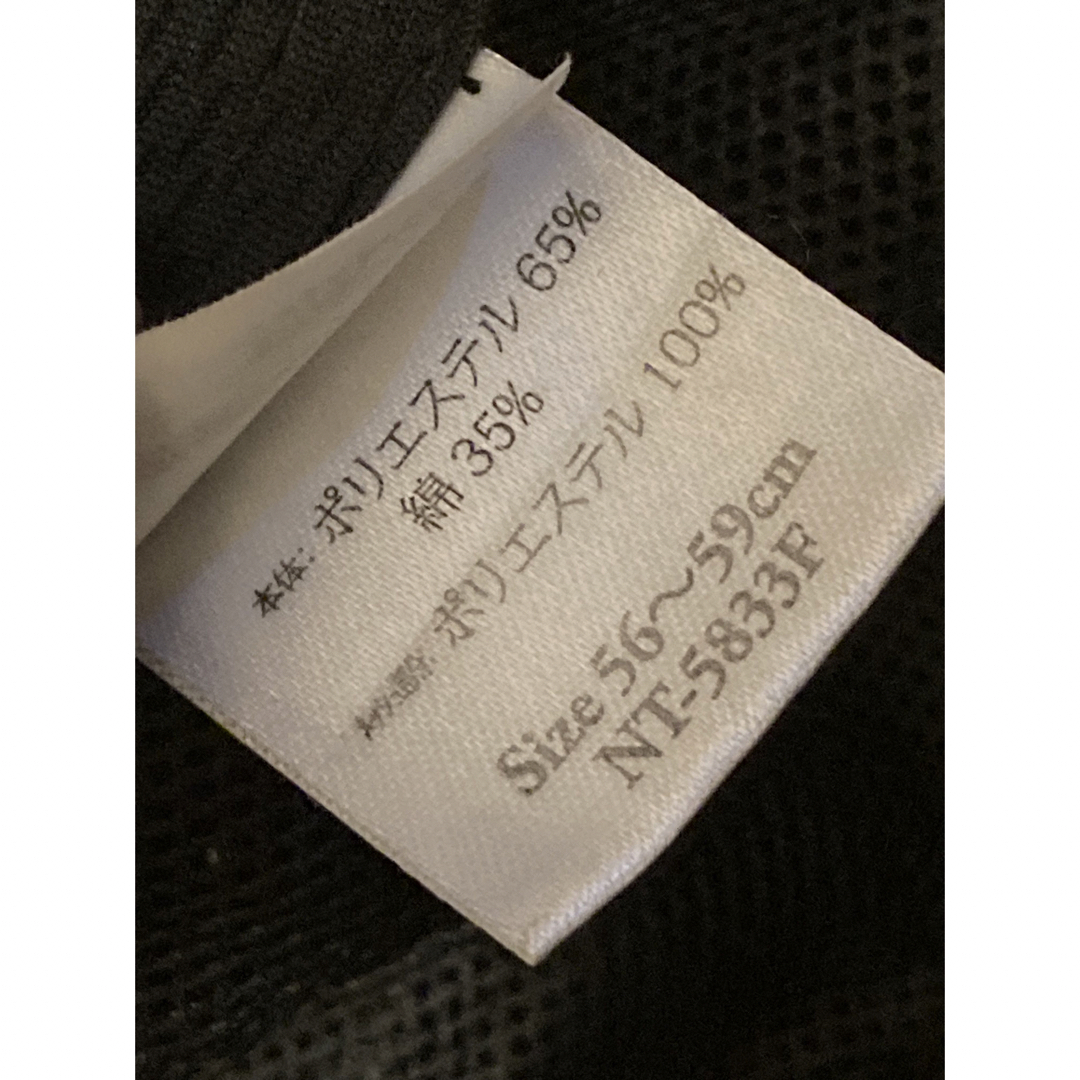 本体: ポリエステル 65%
綿 35%
メッシュ部分: ポリエステル 100%
Size 56〜59cm
NT-5833F